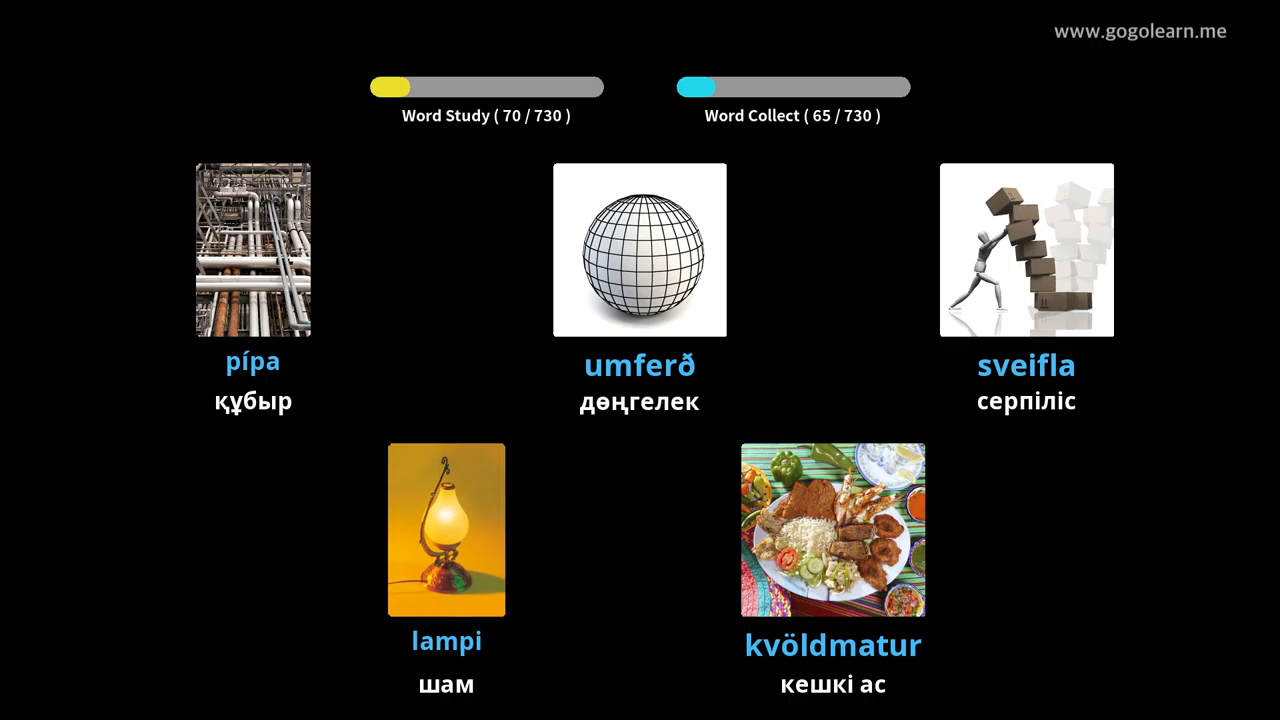 www.gogolearn.me
Word Study ( 70 / 730 )
Word Collect ( 65 / 730 )
pípa
құбыр
umferð
дөңгелек
sveifla
серпіліс
lampi
шам
kvöldmatur
кешкі ас